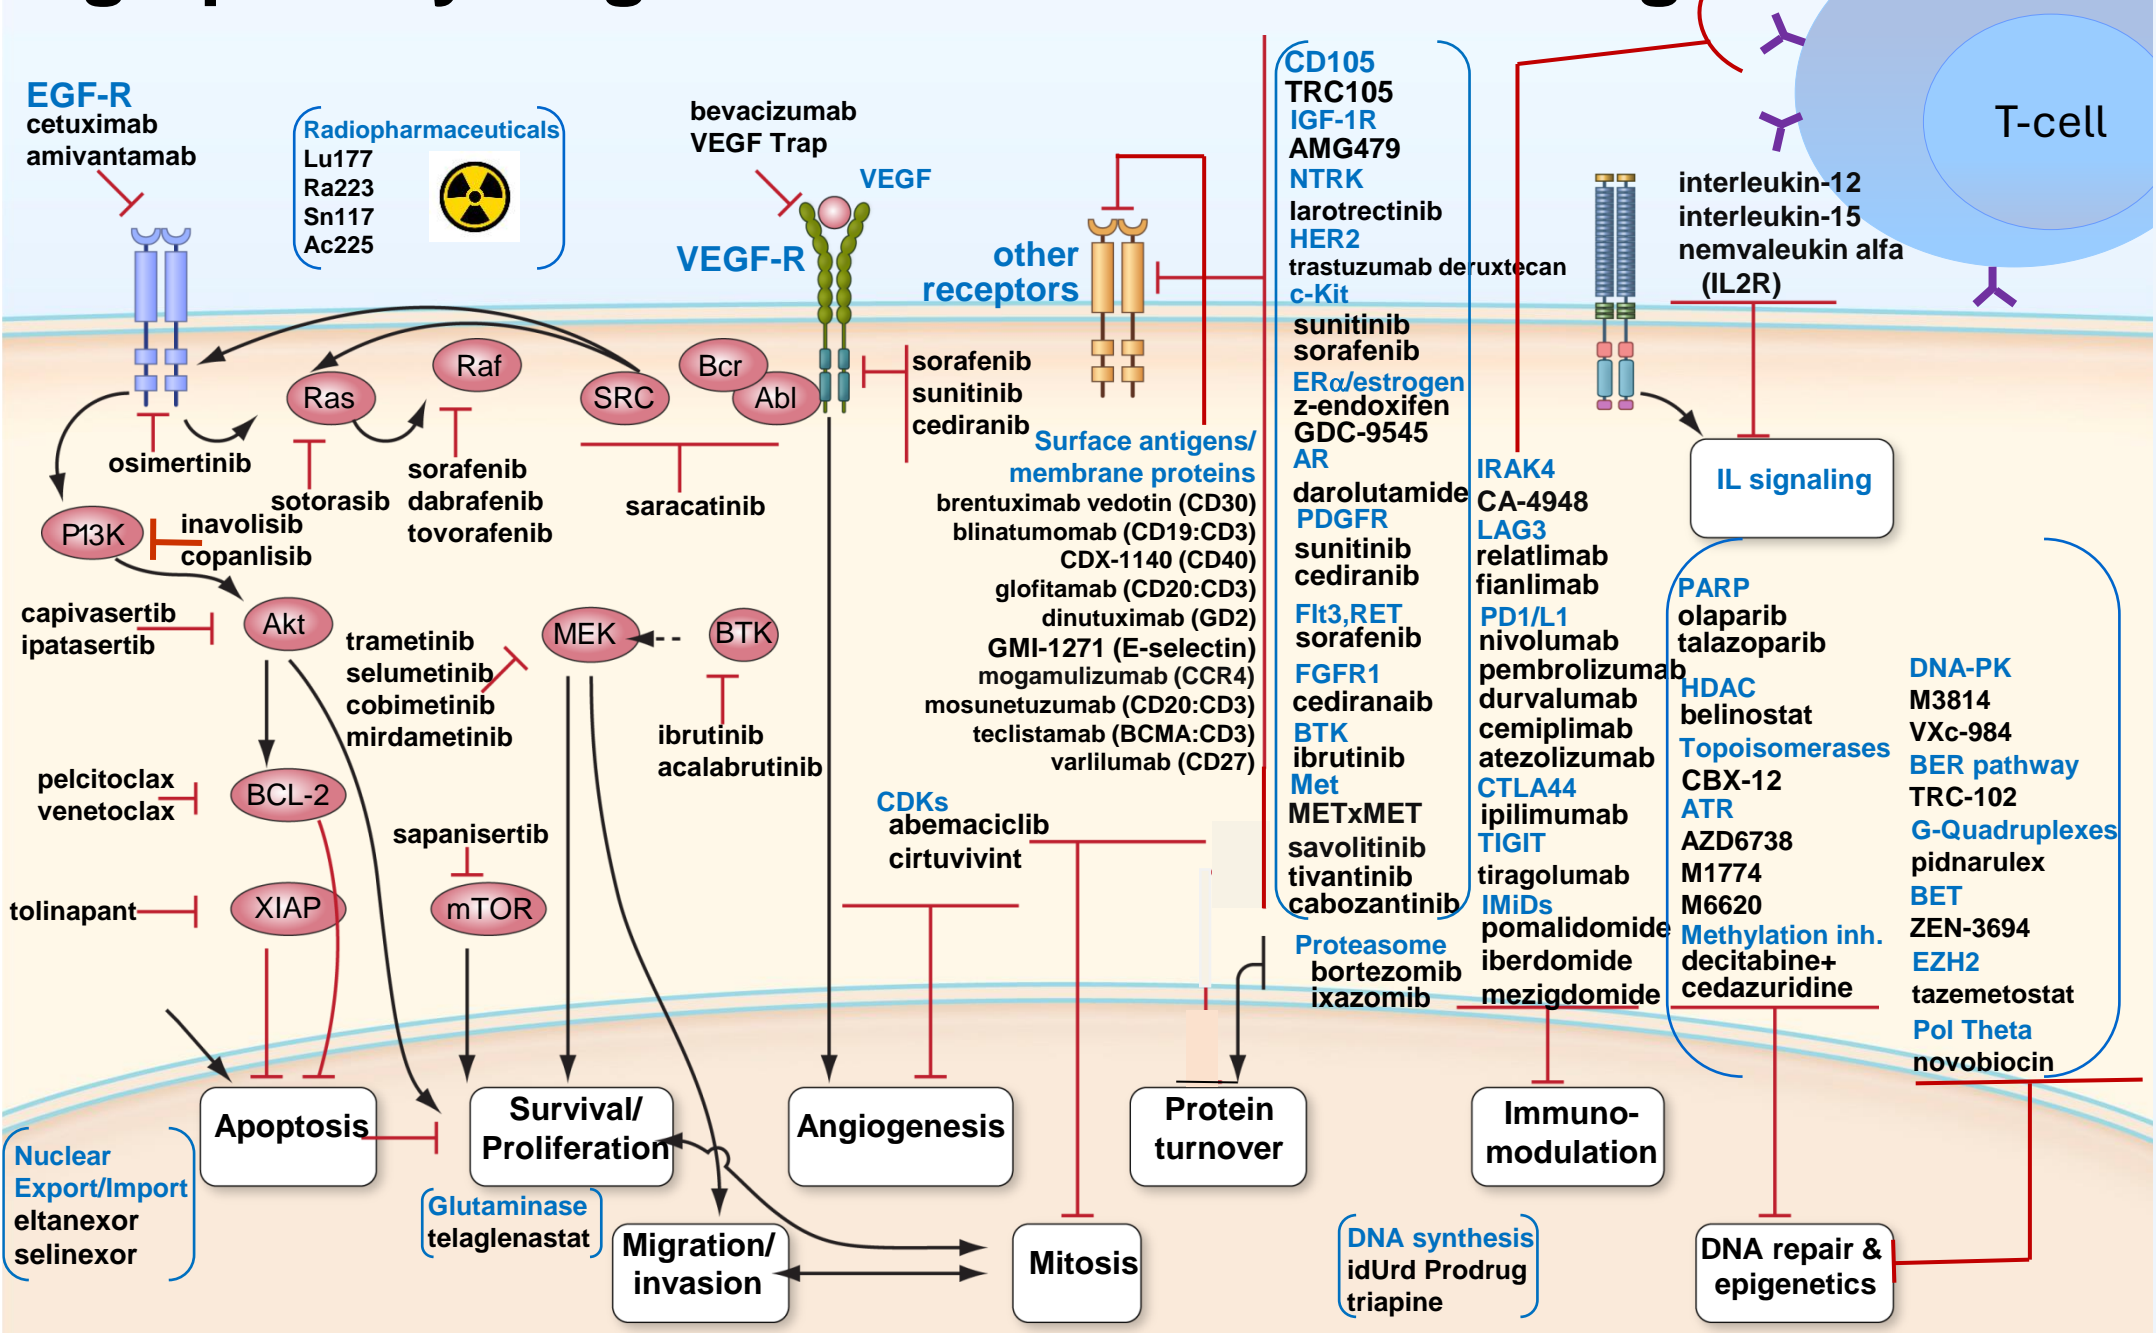 EGF-R
cetuximab
amivantamab
Radiopharmaceuticals
Lu177
Ra223
Sn117
Ac225
bevacizumab
VEGF Trap
VEGF
VEGF-R
other
receptors
T-cell
interleukin-12
interleukin-15
nemvaleukin alfa
(IL2R)
IL signaling
Ras
Raf
SRC
Bcr
Abl
sorafenib
sunitinib
cediranib
osimertinib
sotorasib
sorafenib
dabrafenib
tovorafenib
saracatinib
P13K
inavolisib
copanlisib
capivasertib
ipatasertib
Akt
trametinib
selumetinib
cobimetinib
mirdametinib
MEK
BTK
ibrutinib
acalabrutinib
pelcitoclax
venetoclax
BCL-2
sapanisertib
tolinapant
XIAP
mTOR
Surface antigens/
membrane proteins
brentuximab vedotin (CD30)
blinatumomab (CD19:CD3)
CDX-1140 (CD40)
glofitamab (CD20:CD3)
dinutuximab (GD2)
GMI-1271 (E-selectin)
mogamulizumab (CCR4)
mosunetuzumab (CD20:CD3)
teclistamab (BCMA:CD3)
varlilumab (CD27)
CDKs
abemaciclib
cirtuvivint
CD105
TRC105
IGF-1R
AMG479
NTRK
larotrectinib
HER2
trastuzumab deruxtecan
c-Kit
sunitinib
sorafenib
ERα/estrogen
z-endoxifen
GDC-9545
AR
darolutamide
PDGFR
sunitinib
cediranib
Flt3,RET
sorafenib
FGFR1
cediranaib
BTK
ibrutinib
Met
METxMET
savolitinib
tivantinib
cabozantinib
Proteasome
bortezomib
ixazomib
IRAK4
CA-4948
LAG3
relatlimab
fianlimab
PD1/L1
nivolumab
pembrolizumab
durvalumab
cemiplimab
atezolizumab
CTLA44
ipilimumab
TIGIT
tiragolumab
IMiDs
pomalidomide
iberdomide
mezigdomide
PARP
olaparib
talazoparib
HDAC
belinostat
Topoisomerases
CBX-12
ATR
AZD6738
M1774
M6620
Methylation inh.
decitabine+
cedazuridine
DNA-PK
M3814
VXc-984
BER pathway
TRC-102
G-Quadruplexes
pidnarulex
BET
ZEN-3694
EZH2
tazemetostat
Pol Theta
novobiocin
Apoptosis
Survival/
Proliferation
Angiogenesis
Protein
turnover
Immuno-
modulation
Nuclear
Export/Import
eltanexor
selinexor
Glutaminase
telaglenastat
Migration/
invasion
Mitosis
DNA synthesis
idUrd Prodrug
triapine
DNA repair &
epigenetics